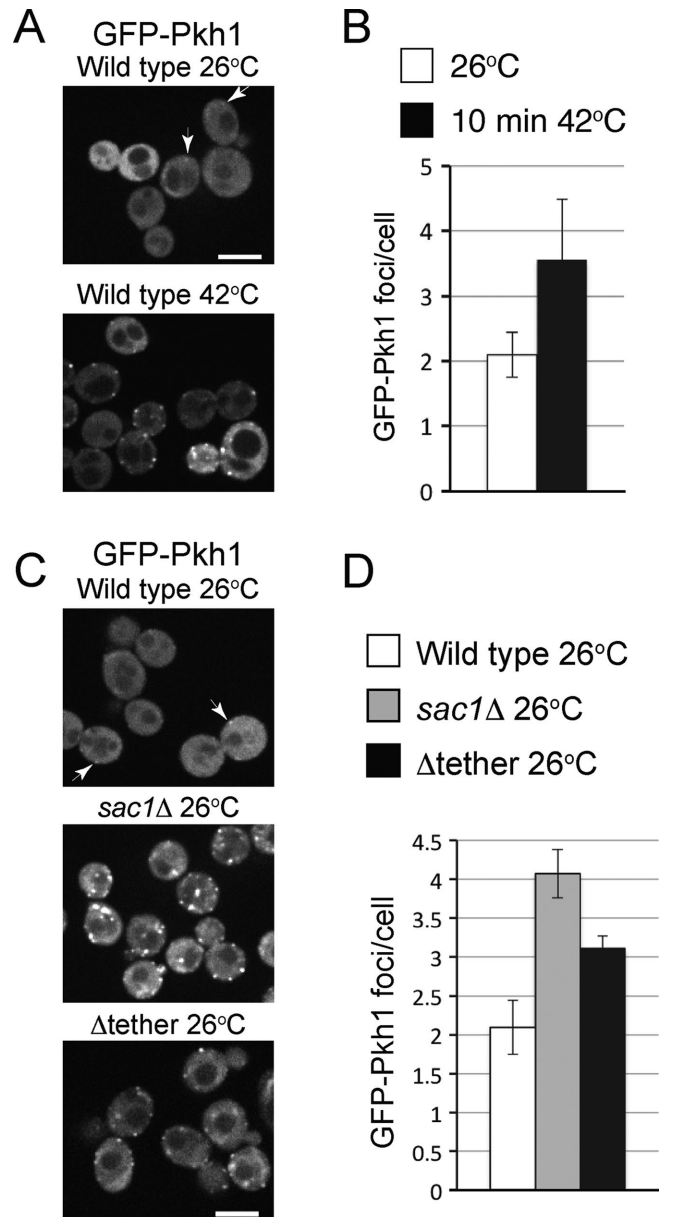 A
GFP-Pkh1
Wild type 26°C
Wild type 42°C
B
26°C
10 min 42°C
GFP-Pkh1 foci/cell
5
4
3
2
1
0
C
GFP-Pkh1
Wild type 26°C
sac1Δ 26°C
Δtether 26°C
D
Wild type 26°C
sac1Δ 26°C
Δtether 26°C
GFP-Pkh1 foci/cell
4.5
4
3.5
3
2.5
2
1.5
1
0.5
0